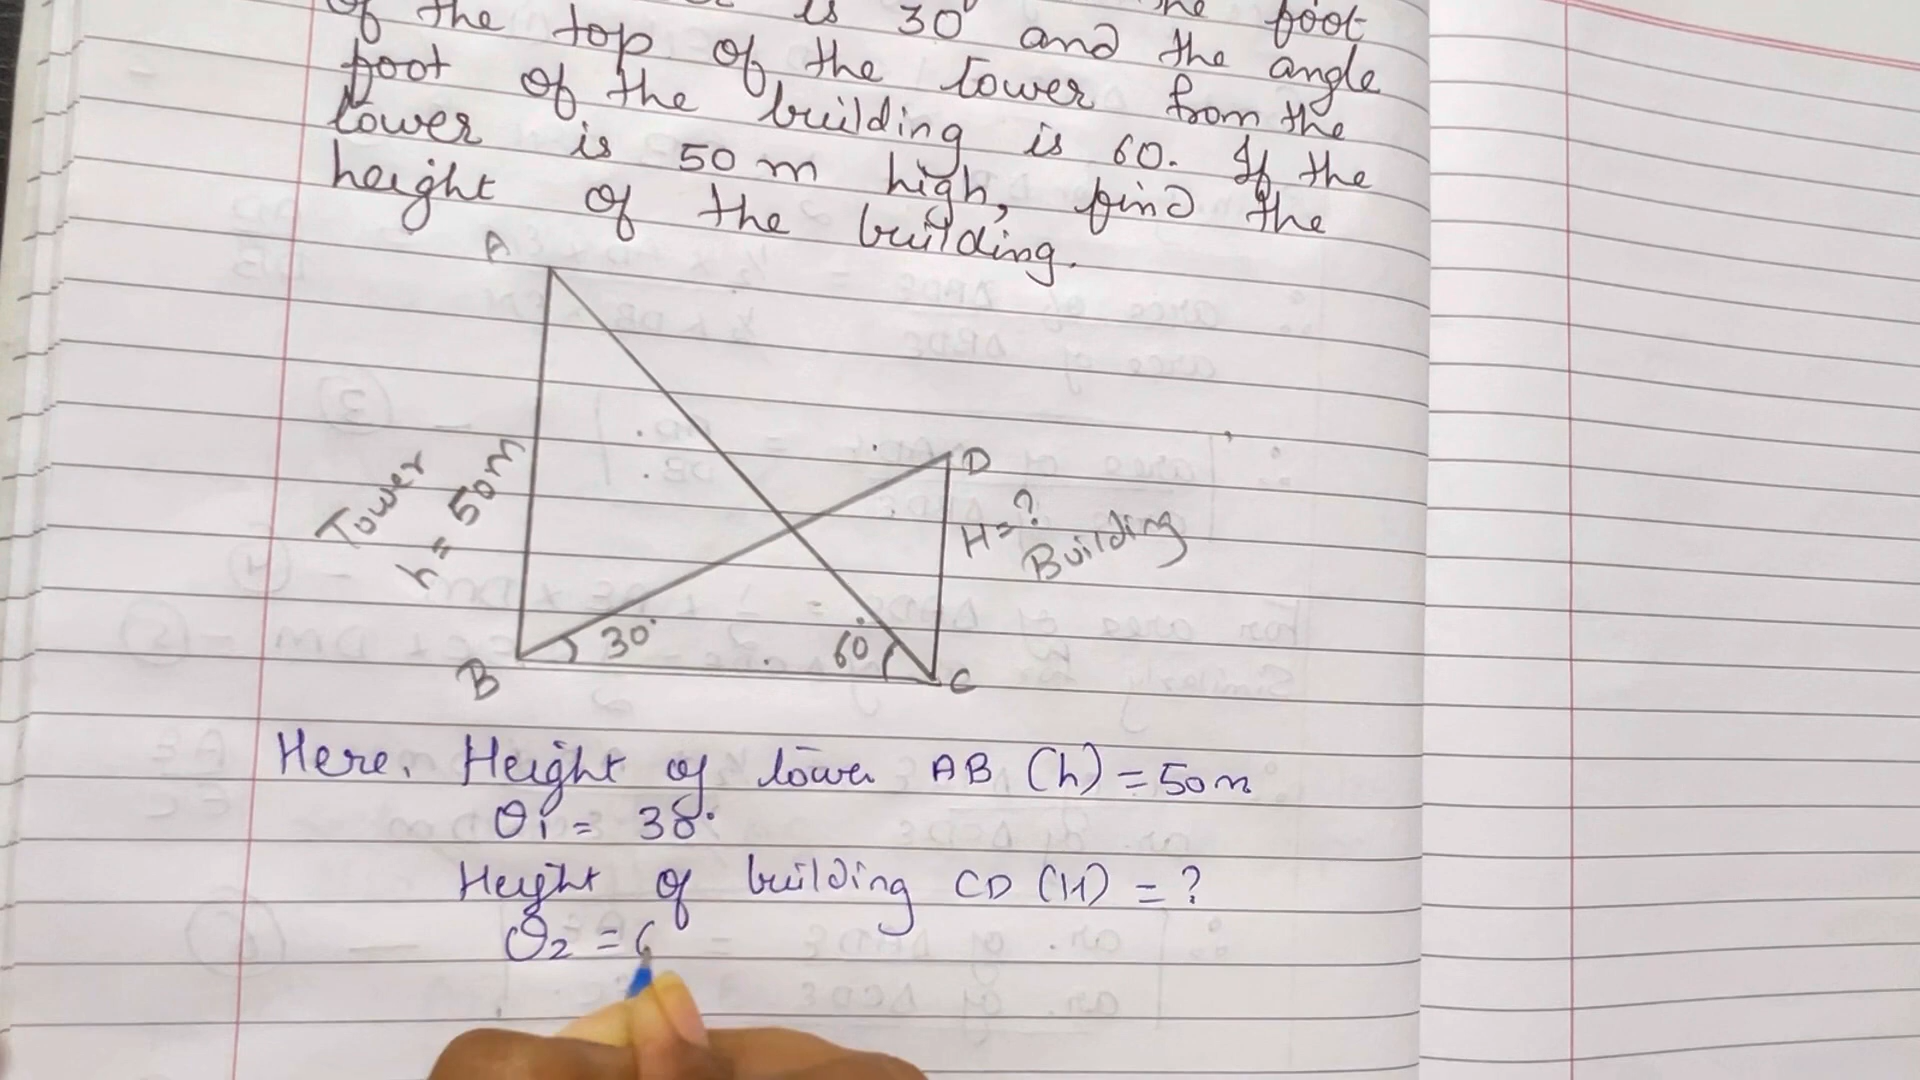 is 30° and the foot
of the top of the tower from the angle
foot of the building is 60. If the
tower is 50 m high, find the
height of the building.
A
D
Tower
h = 50m
H = ?
Building
30°
60°
B
C
Here, Height of tower AB (h) = 50m
θ1 = 30°
Height of building CD (H) = ?
θ2 = 6